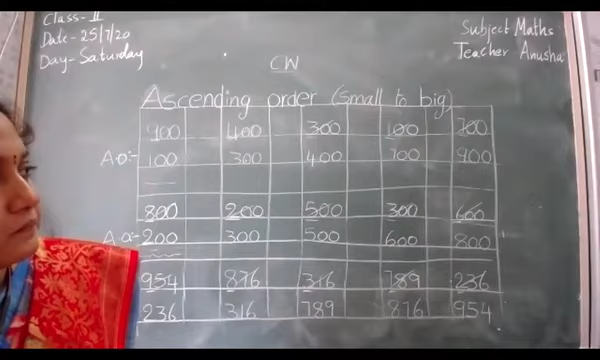 Class- II
Date- 25/7/20
Day- Saturday
Subject Maths
Teacher Anusha
CW
Ascending order (small to big)
900 400 300 100 700
A.O:- 100 300 400 700 900
800 200 500 300 600
A.O:- 200 300 500 600 800
954 876 316 789 236
236 316 789 876 954